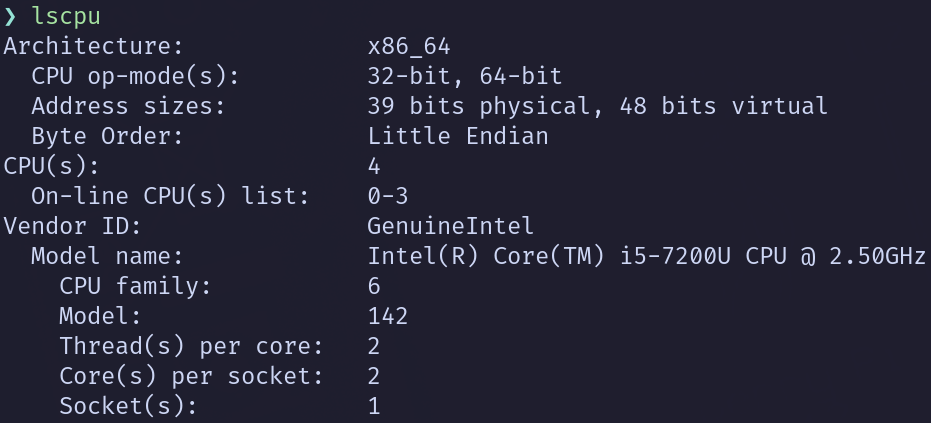 ❯ lscpu
Architecture: x86_64
CPU op-mode(s): 32-bit, 64-bit
Address sizes: 39 bits physical, 48 bits virtual
Byte Order: Little Endian
CPU(s): 4
On-line CPU(s) list: 0-3
Vendor ID: GenuineIntel
Model name: Intel(R) Core(TM) i5-7200U CPU @ 2.50GHz
CPU family: 6
Model: 142
Thread(s) per core: 2
Core(s) per socket: 2
Socket(s): 1